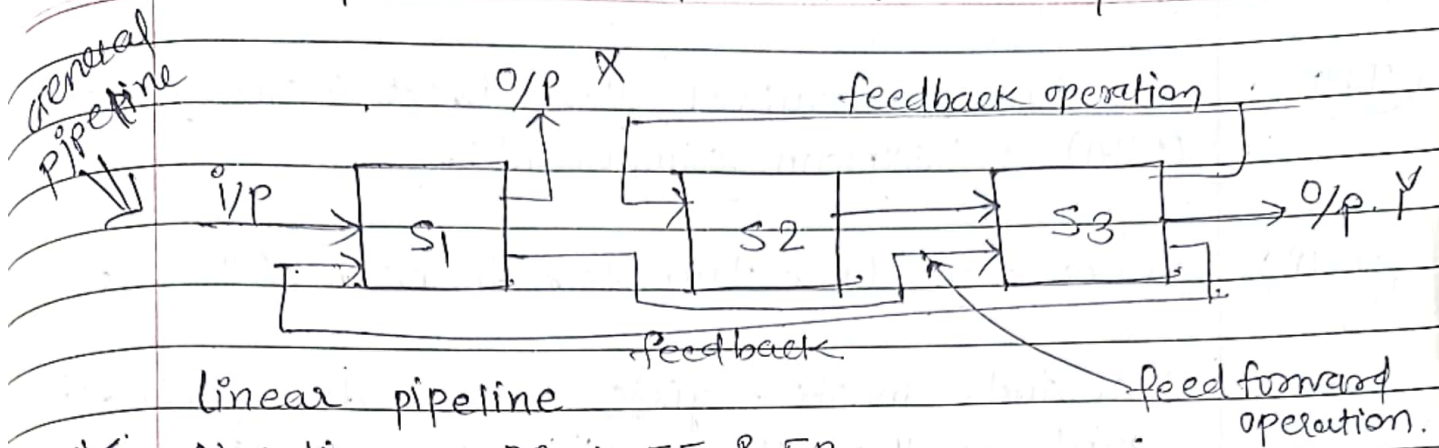 general
pipeline
O/P X
feedback operation
i/p
S1
S2
S3
O/p. Y
feedback
linear pipeline
feed forward
operation.